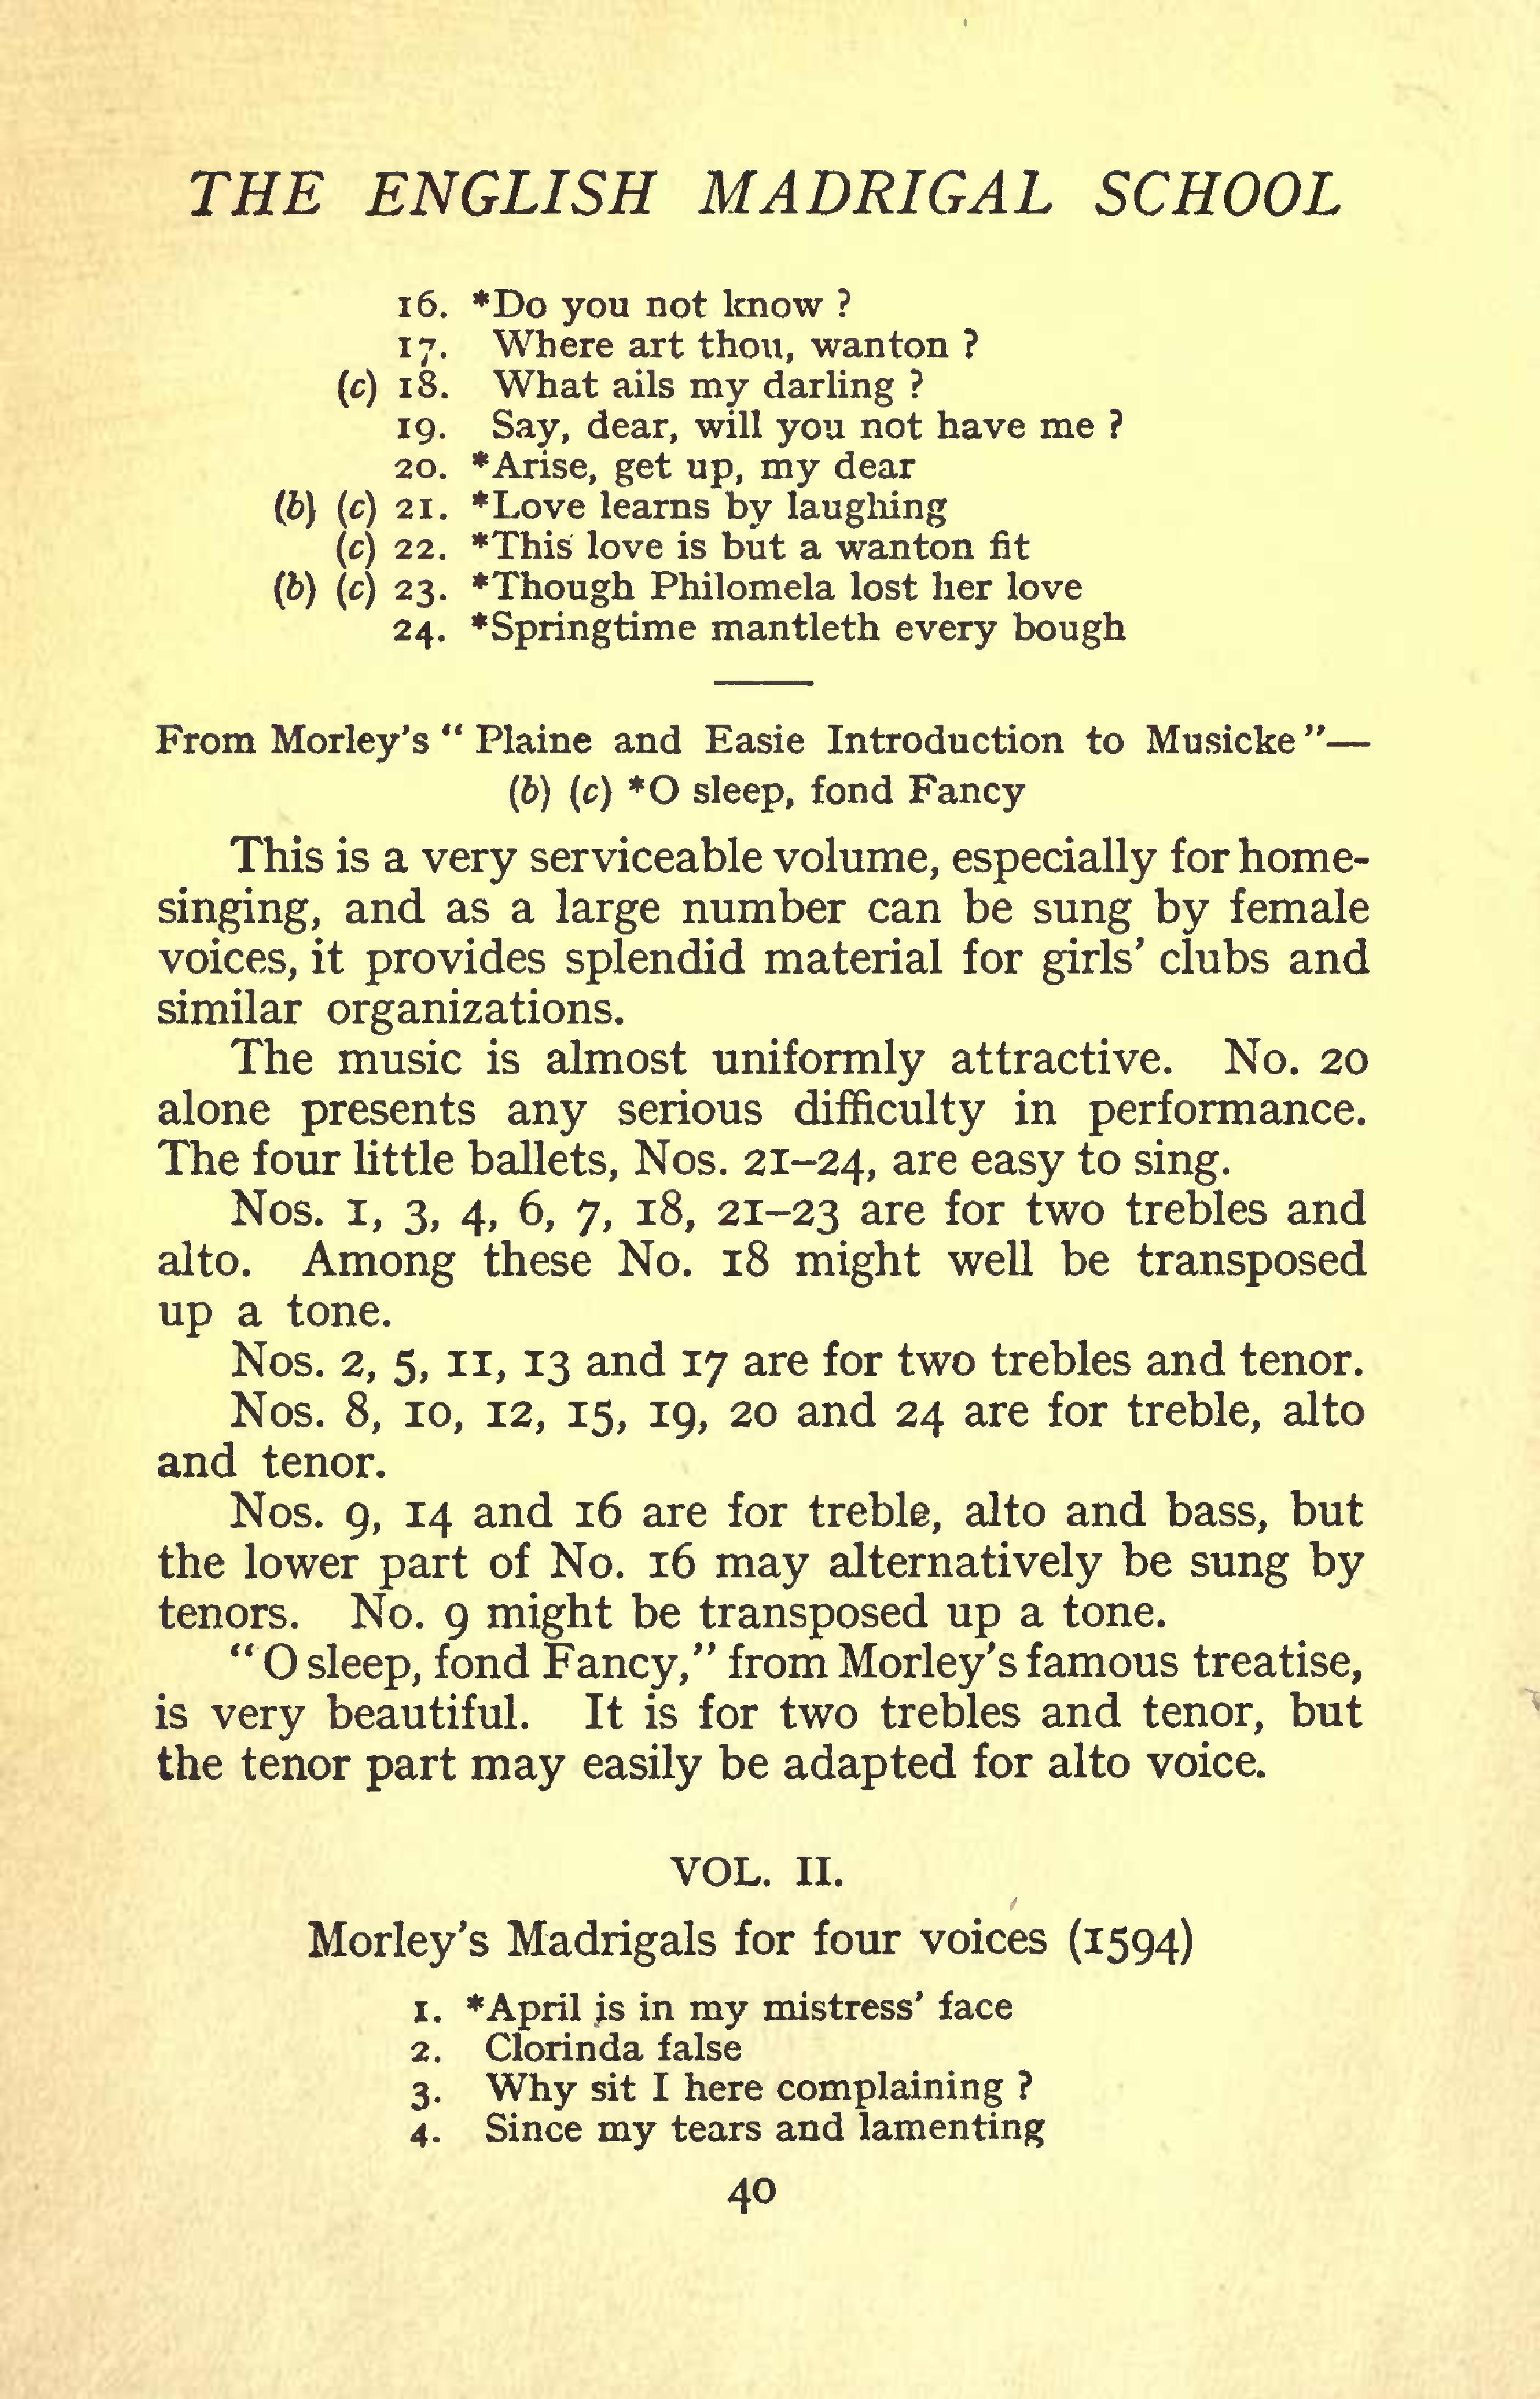 THE ENGLISH MADRIGAL SCHOOL
16. *Do you not know ?
17. Where art thou, wanton ?
(c) 18. What ails my darling ?
19. Say, dear, will you not have me ?
20. *Arise, get up, my dear
(b) (c) 21. *Love learns by laughing
(c) 22. *This love is but a wanton fit
(b) (c) 23. *Though Philomela lost her love
24. *Springtime mantleth every bough
From Morley's “ Plaine and Easie Introduction to Musicke ”—
(b) (c) *O sleep, fond Fancy
This is a very serviceable volume, especially for home-
singing, and as a large number can be sung by female
voices, it provides splendid material for girls' clubs and
similar organizations.
The music is almost uniformly attractive. No. 20
alone presents any serious difficulty in performance.
The four little ballets, Nos. 21–24, are easy to sing.
Nos. 1, 3, 4, 6, 7, 18, 21–23 are for two trebles and
alto. Among these No. 18 might well be transposed
up a tone.
Nos. 2, 5, 11, 13 and 17 are for two trebles and tenor.
Nos. 8, 10, 12, 15, 19, 20 and 24 are for treble, alto
and tenor.
Nos. 9, 14 and 16 are for treble, alto and bass, but
the lower part of No. 16 may alternatively be sung by
tenors. No. 9 might be transposed up a tone.
“ O sleep, fond Fancy,” from Morley's famous treatise,
is very beautiful. It is for two trebles and tenor, but
the tenor part may easily be adapted for alto voice.
VOL. II.
Morley's Madrigals for four voices (1594)
1. *April is in my mistress' face
2. Clorinda false
3. Why sit I here complaining ?
4. Since my tears and lamenting
40